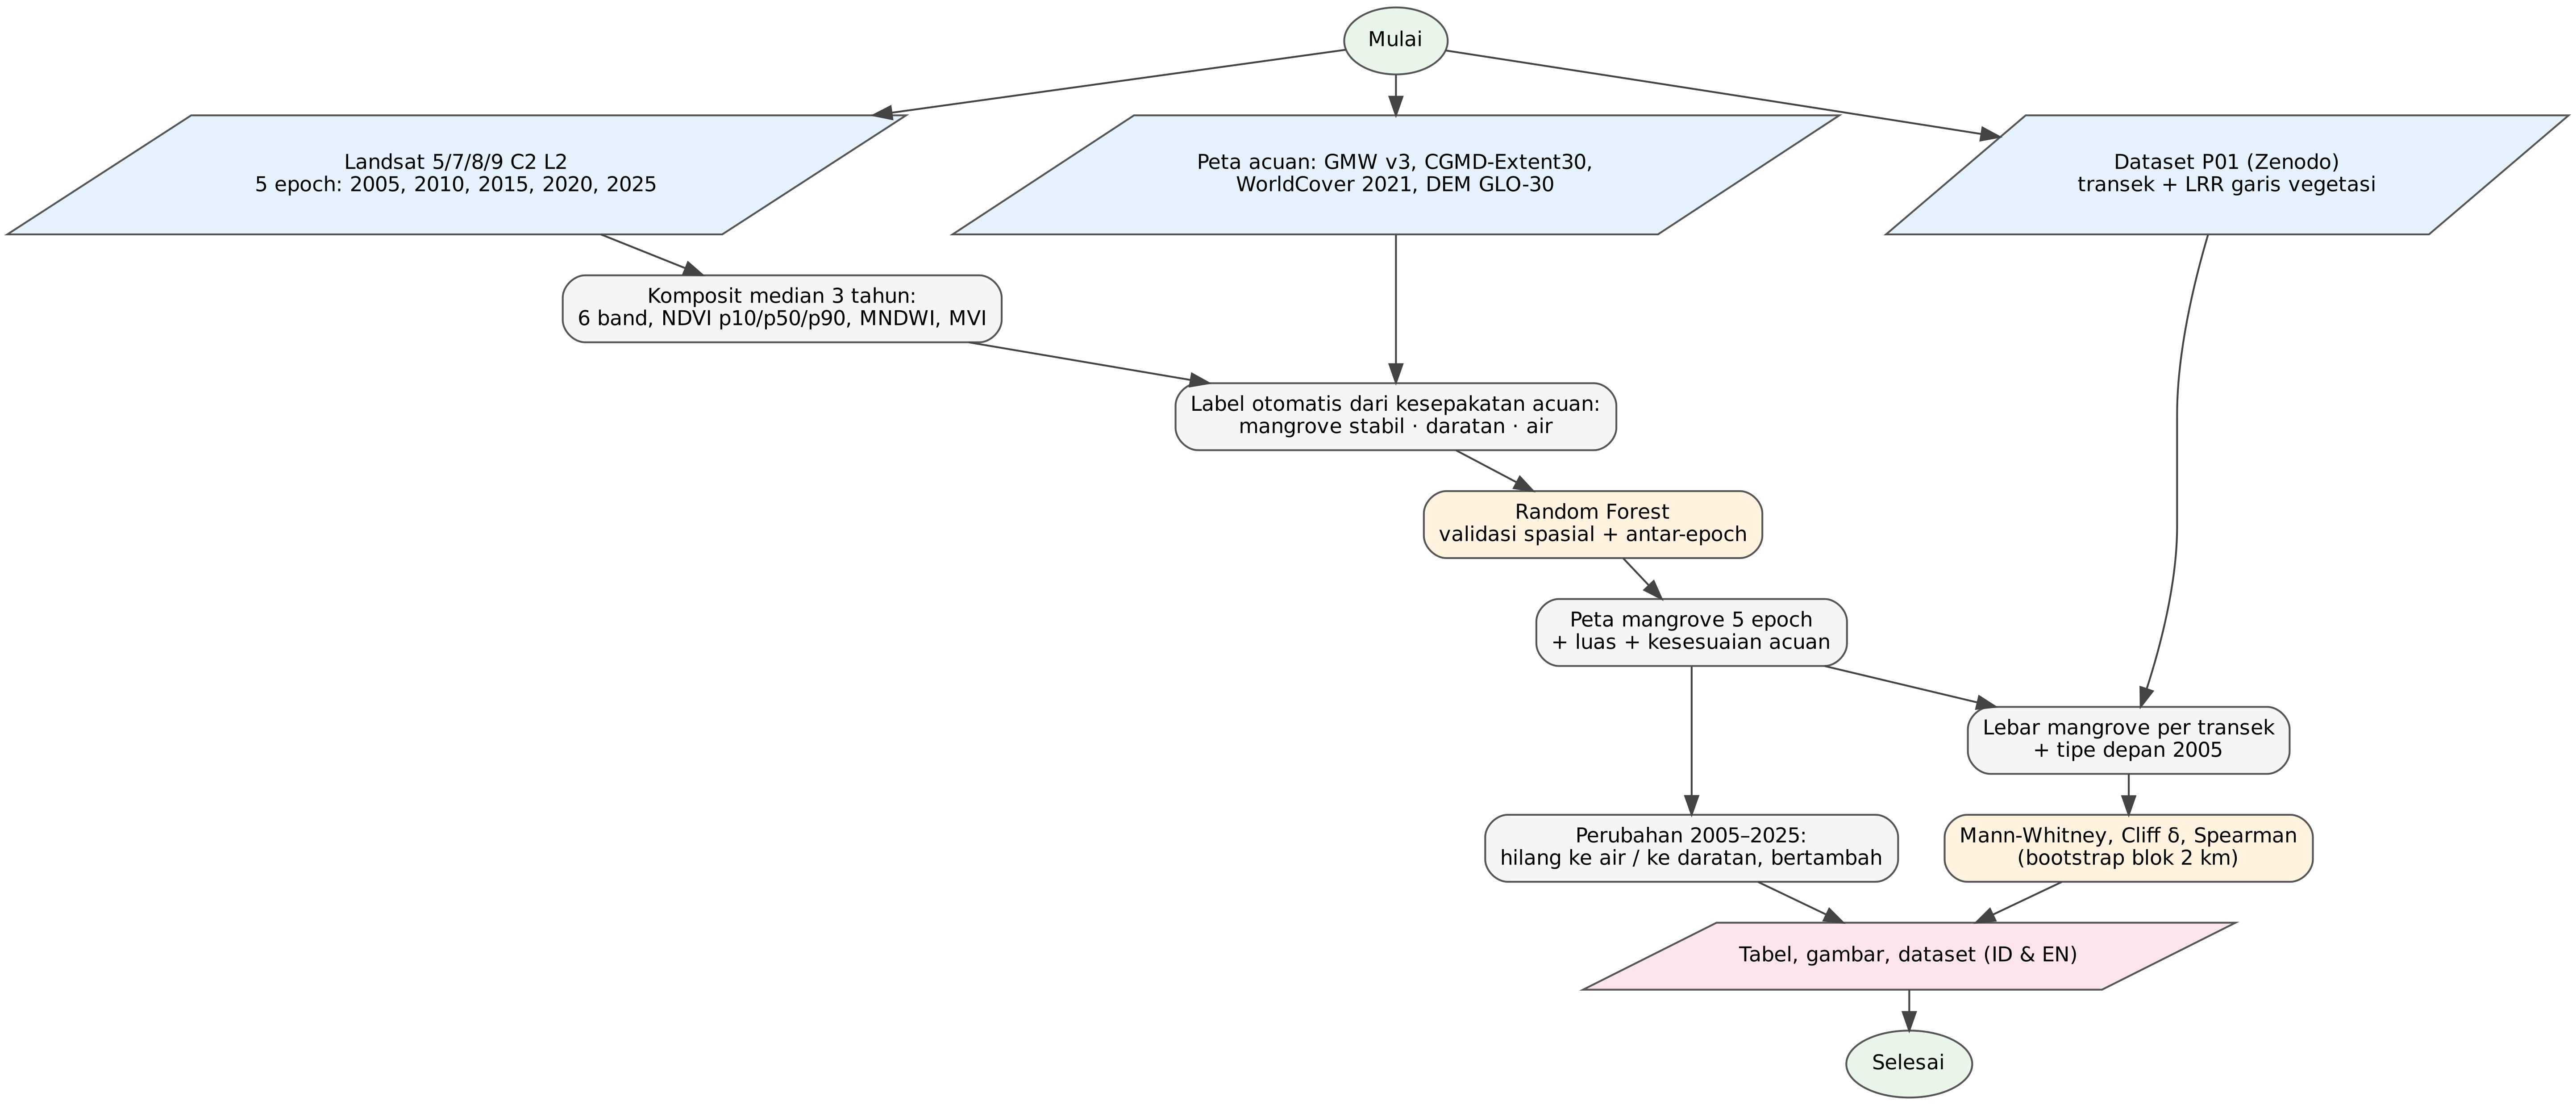 Mulai
Landsat 5/7/8/9 C2 L2
5 epoch: 2005, 2010, 2015, 2020, 2025
Peta acuan: GMW v3, CGMD-Extent30,
WorldCover 2021, DEM GLO-30
Dataset P01 (Zenodo)
transek + LRR garis vegetasi
Komposit median 3 tahun:
6 band, NDVI p10/p50/p90, MNDWI, MVI
Label otomatis dari kesepakatan acuan:
mangrove stabil · daratan · air
Random Forest
validasi spasial + antar-epoch
Peta mangrove 5 epoch
+ luas + kesesuaian acuan
Lebar mangrove per transek
+ tipe depan 2005
Perubahan 2005–2025:
hilang ke air / ke daratan, bertambah
Mann-Whitney, Cliff δ, Spearman
(bootstrap blok 2 km)
Tabel, gambar, dataset (ID & EN)
Selesai